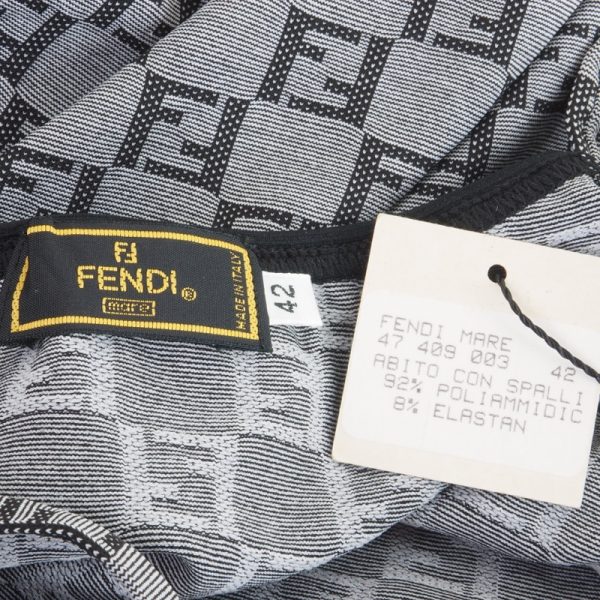 FENDI®
mare
MADE IN ITALY
42
FENDI MARE
47 409 003 42
ABITO CON SPALLI
92% POLIAMMIDIC
8% ELASTAN